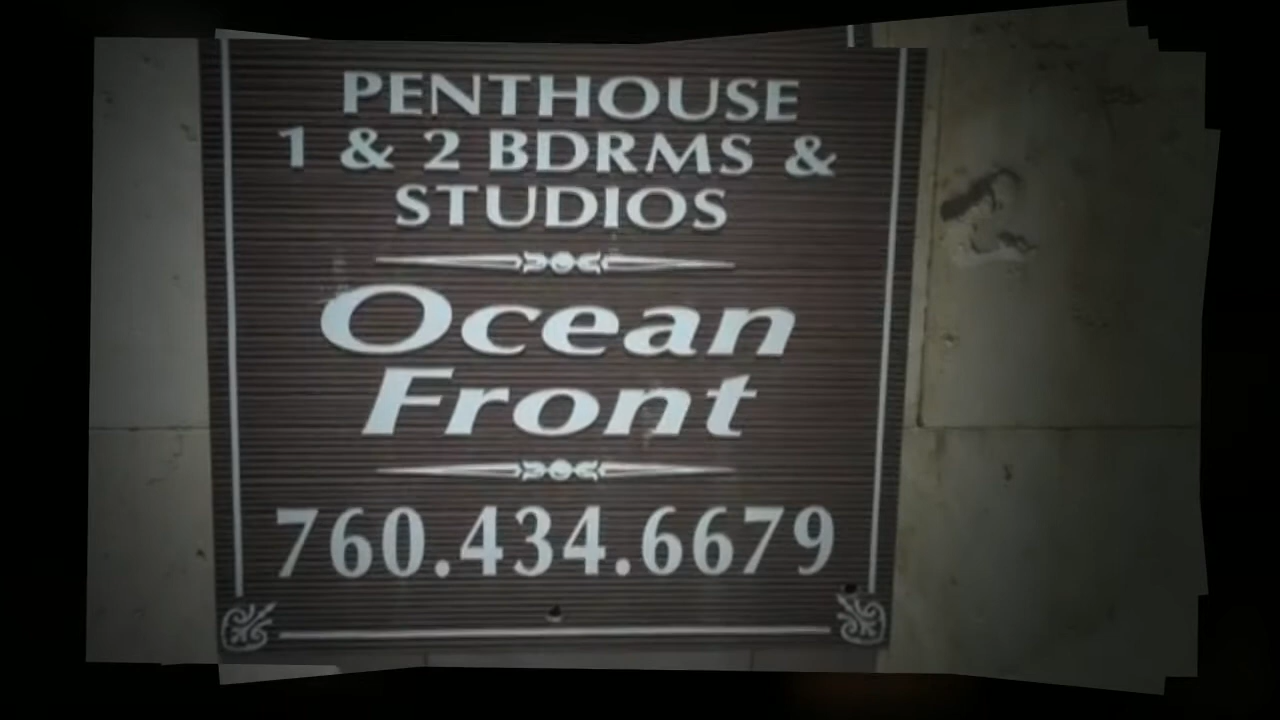 PENTHOUSE
1 & 2 BDRMS &
STUDIOS
Ocean
Front
760.434.6679